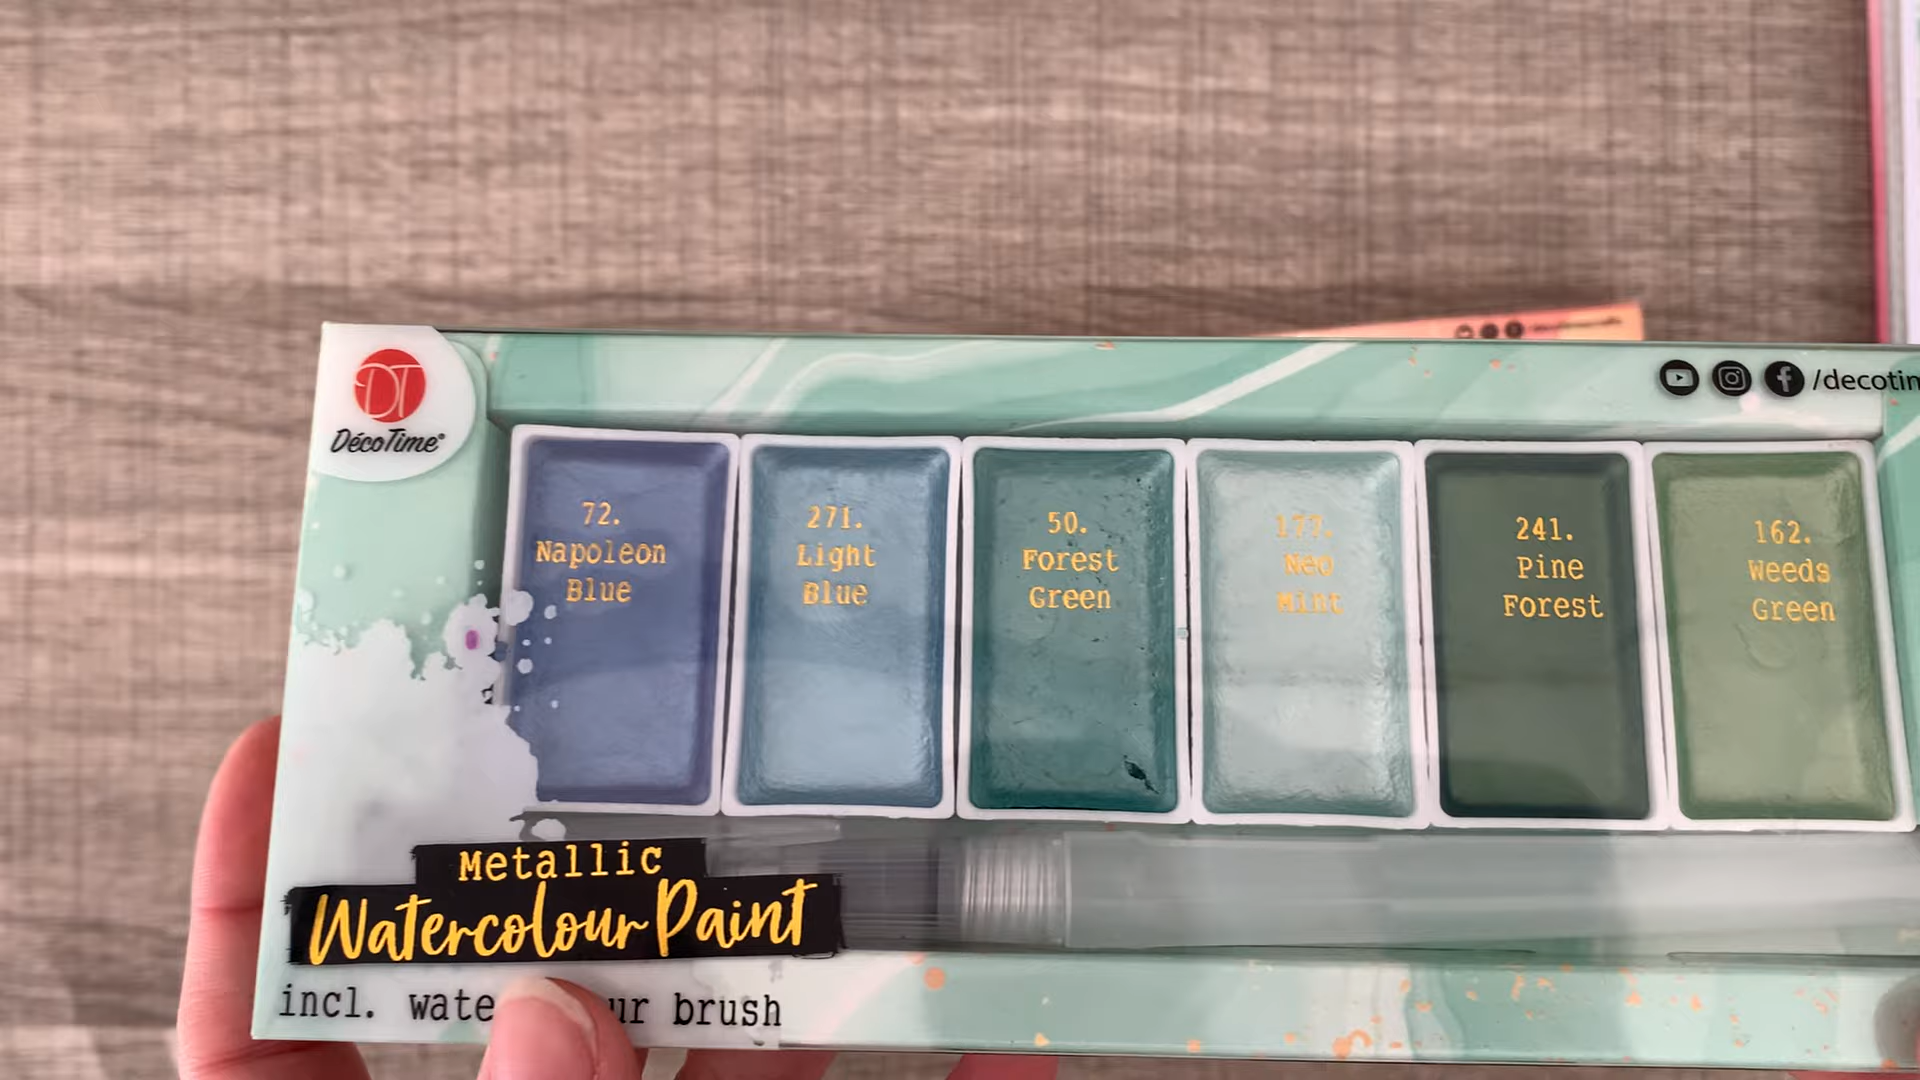 DT
DécoTime®
/decotim
72.
Napoleon
Blue
271.
Light
Blue
50.
Forest
Green
177.
Neo
Mint
241.
Pine
Forest
162.
Weeds
Green
Metallic
Watercolour Paint
incl. wate ur brush